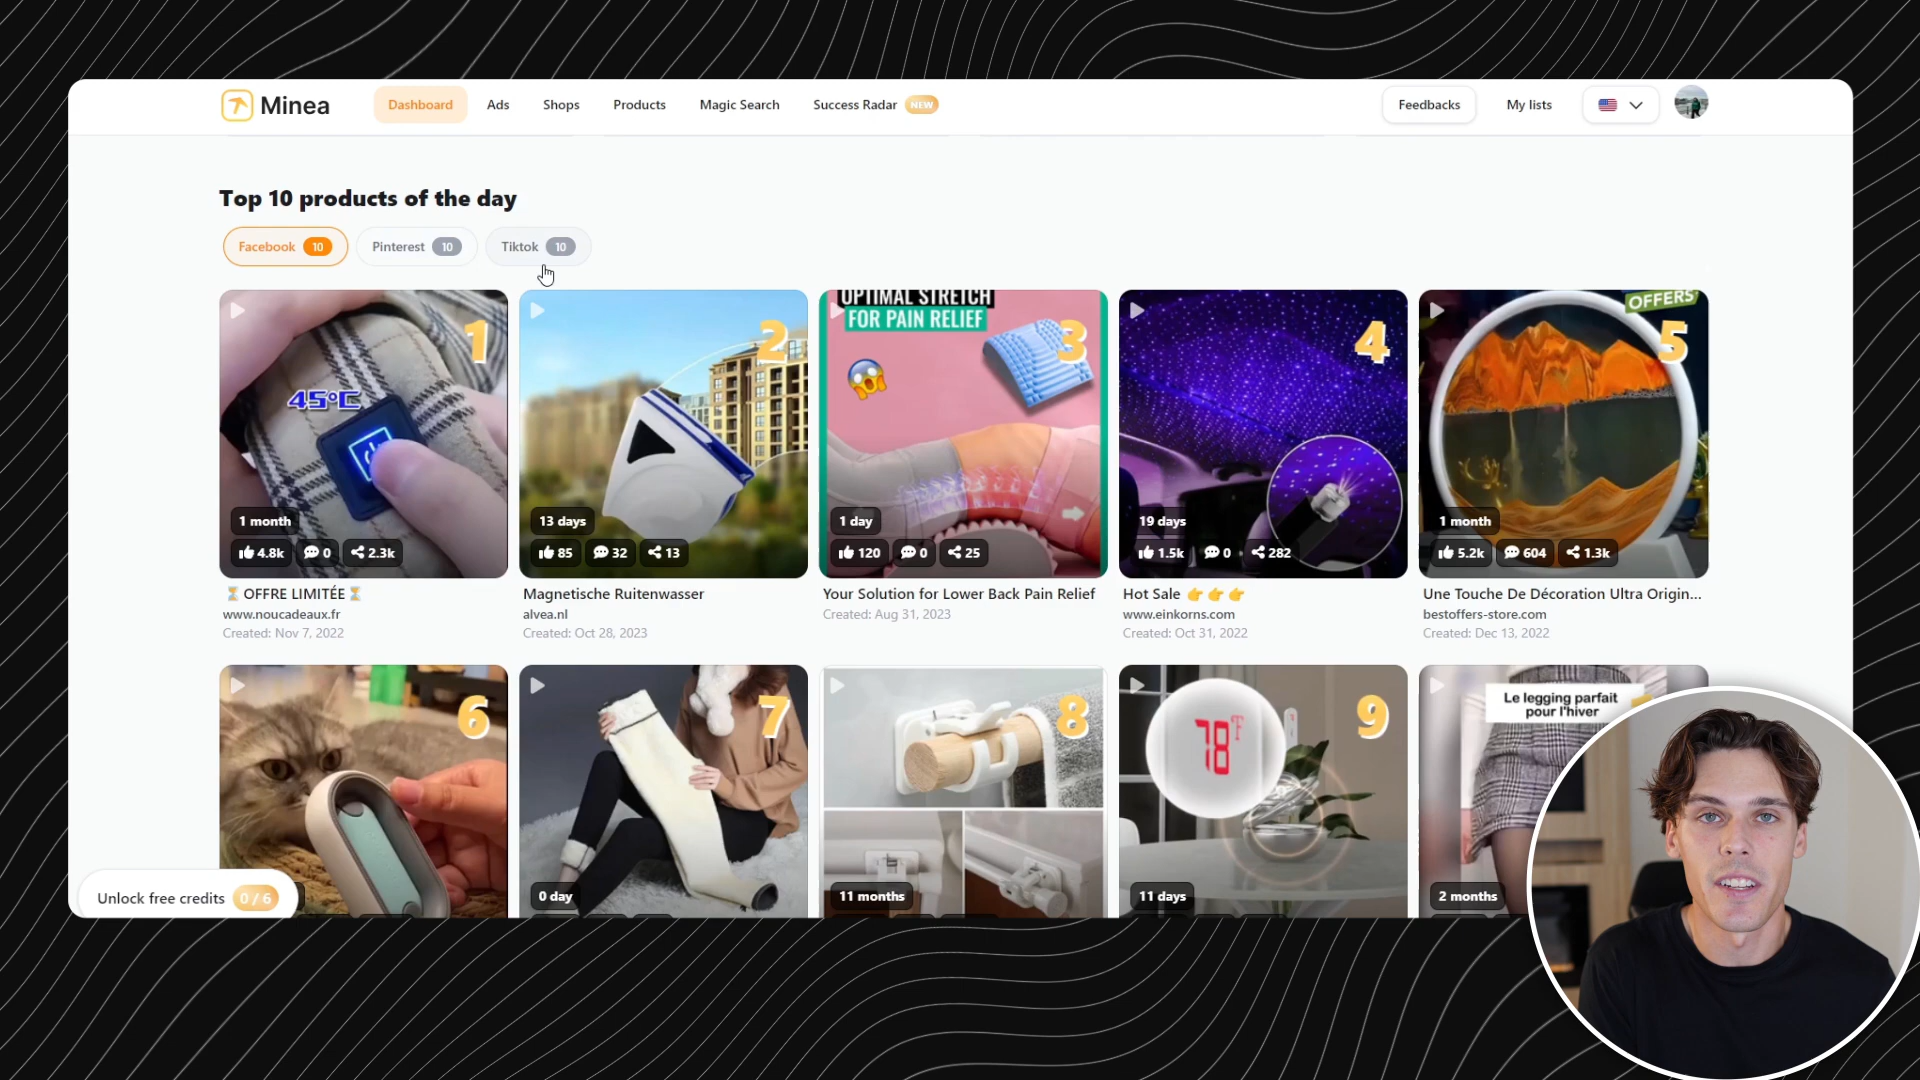 Minea
Dashboard
Ads
Shops
Products
Magic Search
Success Radar NEW
Feedbacks
My lists
Top 10 products of the day
Facebook 10
Pinterest 10
Tiktok 10
45°C
1
1 month
4.8k 0 2.3k
⏳ OFFRE LIMITÉE ⏳
www.noucadeaux.fr
Created: Nov 7, 2022
2
13 days
85 32 13
Magnetische Ruitenwasser
alvea.nl
Created: Oct 28, 2023
OPTIMAL STRETCH
FOR PAIN RELIEF
3
1 day
120 0 25
Your Solution for Lower Back Pain Relief
Created: Aug 31, 2023
4
19 days
1.5k 0 282
Hot Sale 👉 👉 👉
www.einkorns.com
Created: Oct 31, 2022
OFFERS
5
1 month
5.2k 604 1.3k
Une Touche De Décoration Ultra Origin...
bestoffers-store.com
Created: Dec 13, 2022
6
7
0 day
8
11 months
78°F
9
11 days
Le legging parfait
pour l'hiver
2 months
Unlock free credits 0 / 6